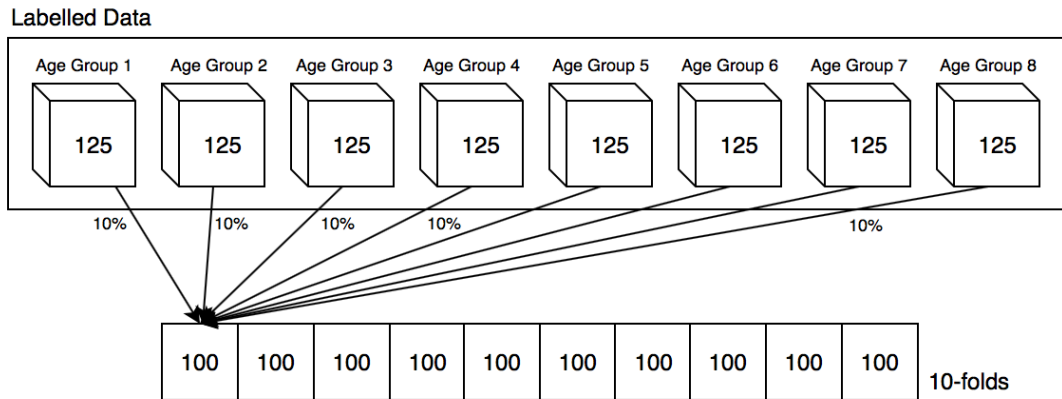 Labelled Data
Age Group 1 Age Group 2 Age Group 3 Age Group 4 Age Group 5 Age Group 6 Age Group 7 Age Group 8
125 125 125 125 125 125 125 125
10% 10% 10% 10% 10%
100 100 100 100 100 100 100 100 100 100
10-folds